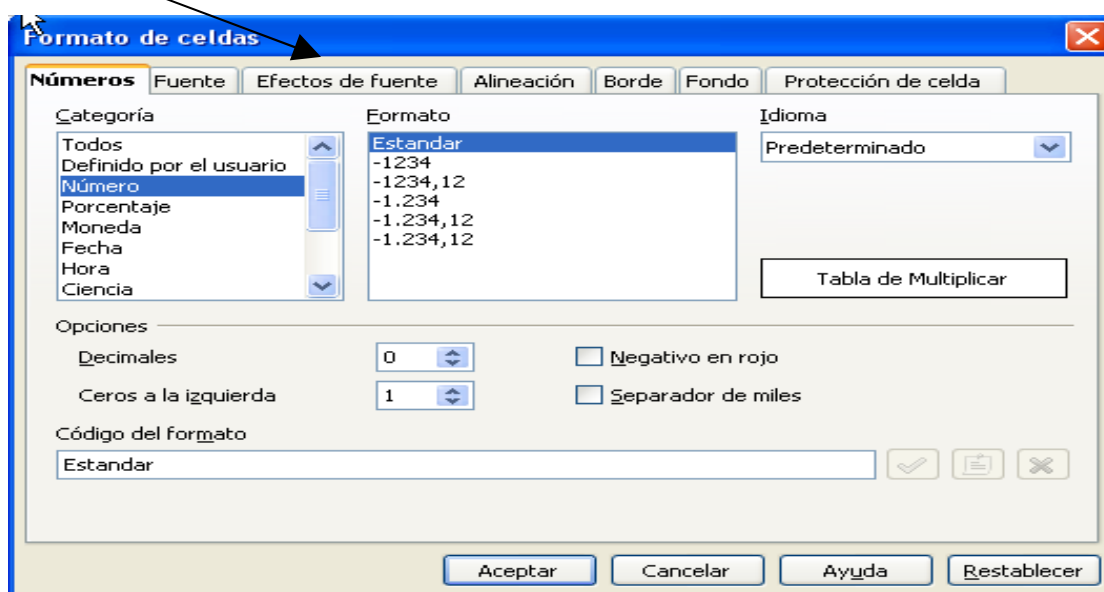 Formato de celdas
Números Fuente Efectos de fuente Alineación Borde Fondo Protección de celda
Categoría Formato Idioma
Todos Estandar Predeterminado
Definido por el usuario -1234
Número -1234,12
Porcentaje -1.234
Moneda -1.234,12
Fecha -1.234,12
Hora
Ciencia Tabla de Multiplicar
Opciones
Decimales 0 Negativo en rojo
Ceros a la izquierda 1 Separador de miles
Código del formato
Estandar
Aceptar Cancelar Ayuda Restablecer